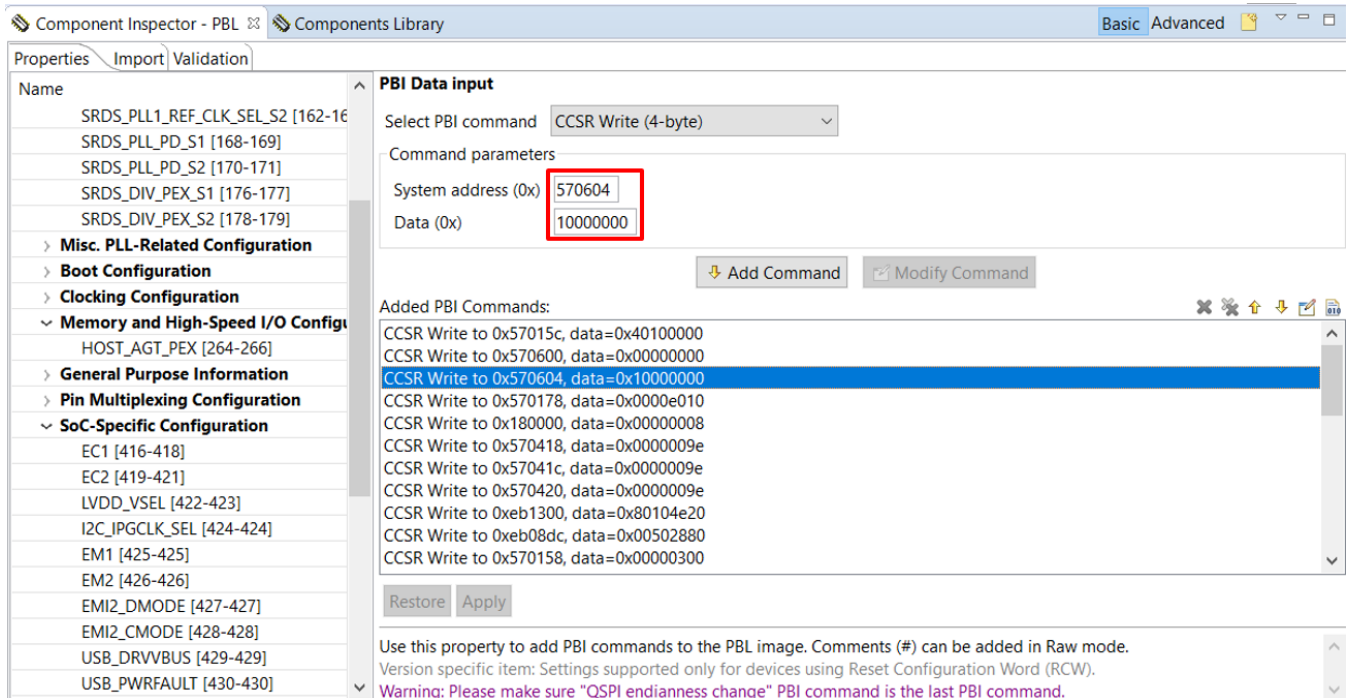 Component Inspector - PBL Components Library Basic Advanced
Properties Import Validation
Name
SRDS_PLL1_REF_CLK_SEL_S2 [162-16
SRDS_PLL_PD_S1 [168-169]
SRDS_PLL_PD_S2 [170-171]
SRDS_DIV_PEX_S1 [176-177]
SRDS_DIV_PEX_S2 [178-179]
Misc. PLL-Related Configuration
Boot Configuration
Clocking Configuration
Memory and High-Speed I/O Configu
HOST_AGT_PEX [264-266]
General Purpose Information
Pin Multiplexing Configuration
SoC-Specific Configuration
EC1 [416-418]
EC2 [419-421]
LVDD_VSEL [422-423]
I2C_IPGCLK_SEL [424-424]
EM1 [425-425]
EM2 [426-426]
EMI2_DMODE [427-427]
EMI2_CMODE [428-428]
USB_DRVVBUS [429-429]
USB_PWRFAULT [430-430]
PBI Data input
Select PBI command CCSR Write (4-byte)
Command parameters
System address (0x) 570604
Data (0x) 10000000
Add Command Modify Command
Added PBI Commands:
010
CCSR Write to 0x57015c, data=0x40100000
CCSR Write to 0x570600, data=0x00000000
CCSR Write to 0x570604, data=0x10000000
CCSR Write to 0x570178, data=0x0000e010
CCSR Write to 0x180000, data=0x00000008
CCSR Write to 0x570418, data=0x0000009e
CCSR Write to 0x57041c, data=0x0000009e
CCSR Write to 0x570420, data=0x0000009e
CCSR Write to 0xeb1300, data=0x80104e20
CCSR Write to 0xeb08dc, data=0x00502880
CCSR Write to 0x570158, data=0x00000300
Restore Apply
Use this property to add PBI commands to the PBL image. Comments (#) can be added in Raw mode.
Version specific item: Settings supported only for devices using Reset Configuration Word (RCW).
Warning: Please make sure "QSPI endianness change" PBI command is the last PBI command.